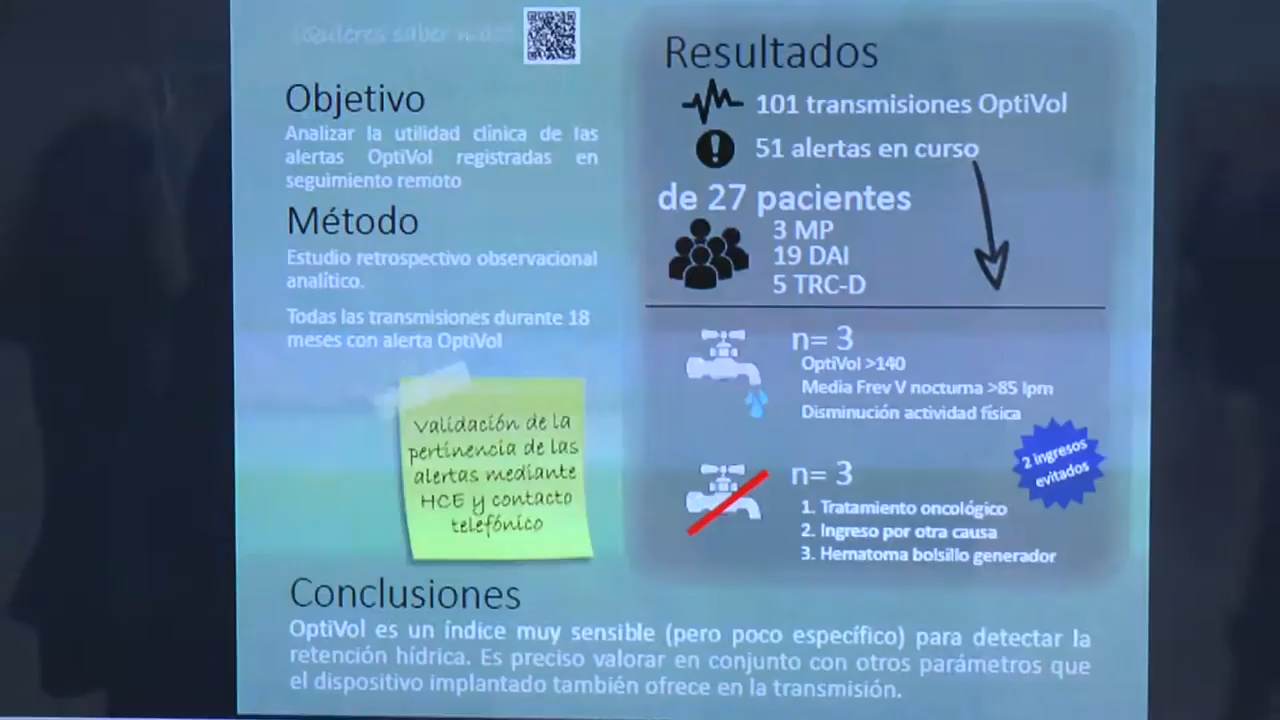 ¿Quieres saber más?
Objetivo
Analizar la utilidad clínica de las
alertas OptiVol registradas en
seguimiento remoto
Método
Estudio retrospectivo observacional
analítico.
Todas las transmisiones durante 18
meses con alerta OptiVol
Validación de la
pertinencia de las
alertas mediante
HCE y contacto
telefónico
Resultados
101 transmisiones OptiVol
51 alertas en curso
de 27 pacientes
3 MP
19 DAI
5 TRC-D
n= 3
OptiVol >140
Media Frev V nocturna >85 lpm
Disminución actividad física
2 ingresos
evitados
n= 3
1. Tratamiento oncológico
2. Ingreso por otra causa
3. Hematoma bolsillo generador
Conclusiones
OptiVol es un índice muy sensible (pero poco específico) para detectar la
retención hídrica. Es preciso valorar en conjunto con otros parámetros que
el dispositivo implantado también ofrece en la transmisión.